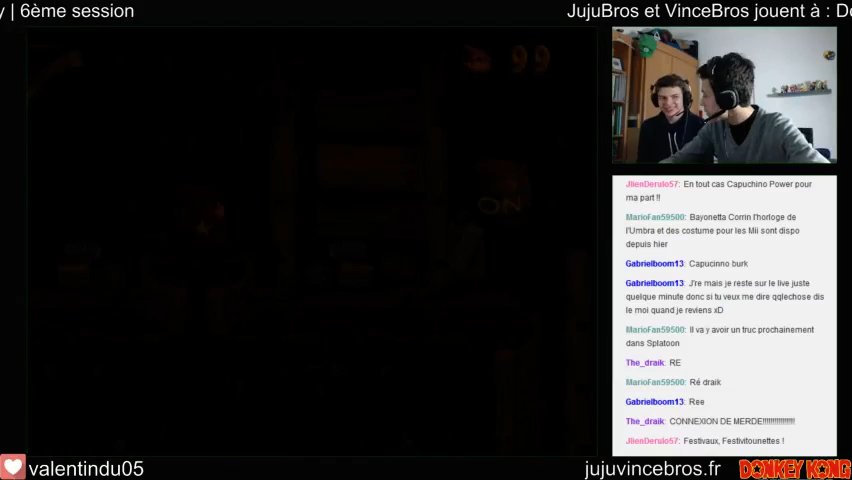 y | 6ème session
JujuBros et VinceBros jouent à : Do
99
ON
JlienDerulo57: En tout cas Capuchino Power pour
ma part !!
MarioFan59500: Bayonetta Corrin l'horloge de
l'Umbra et des costume pour les Mii sont dispo
depuis hier
Gabrielboom13: Capucinno burk
Gabrielboom13: J're mais je reste sur le live juste
quelque minute donc si tu veux me dire qqlechose dis
le moi quand je reviens xD
MarioFan59500: Il va y avoir un truc prochainement
dans Splatoon
The_draik: RE
MarioFan59500: Ré draik
Gabrielboom13: Ree
The_draik: CONNEXION DE MERDE!!!!!!!!!!!!!!!!!
JlienDerulo57: Festivaux, Festivitounettes !
valentindu05
jujuvincebros.fr
DONKEY KONG